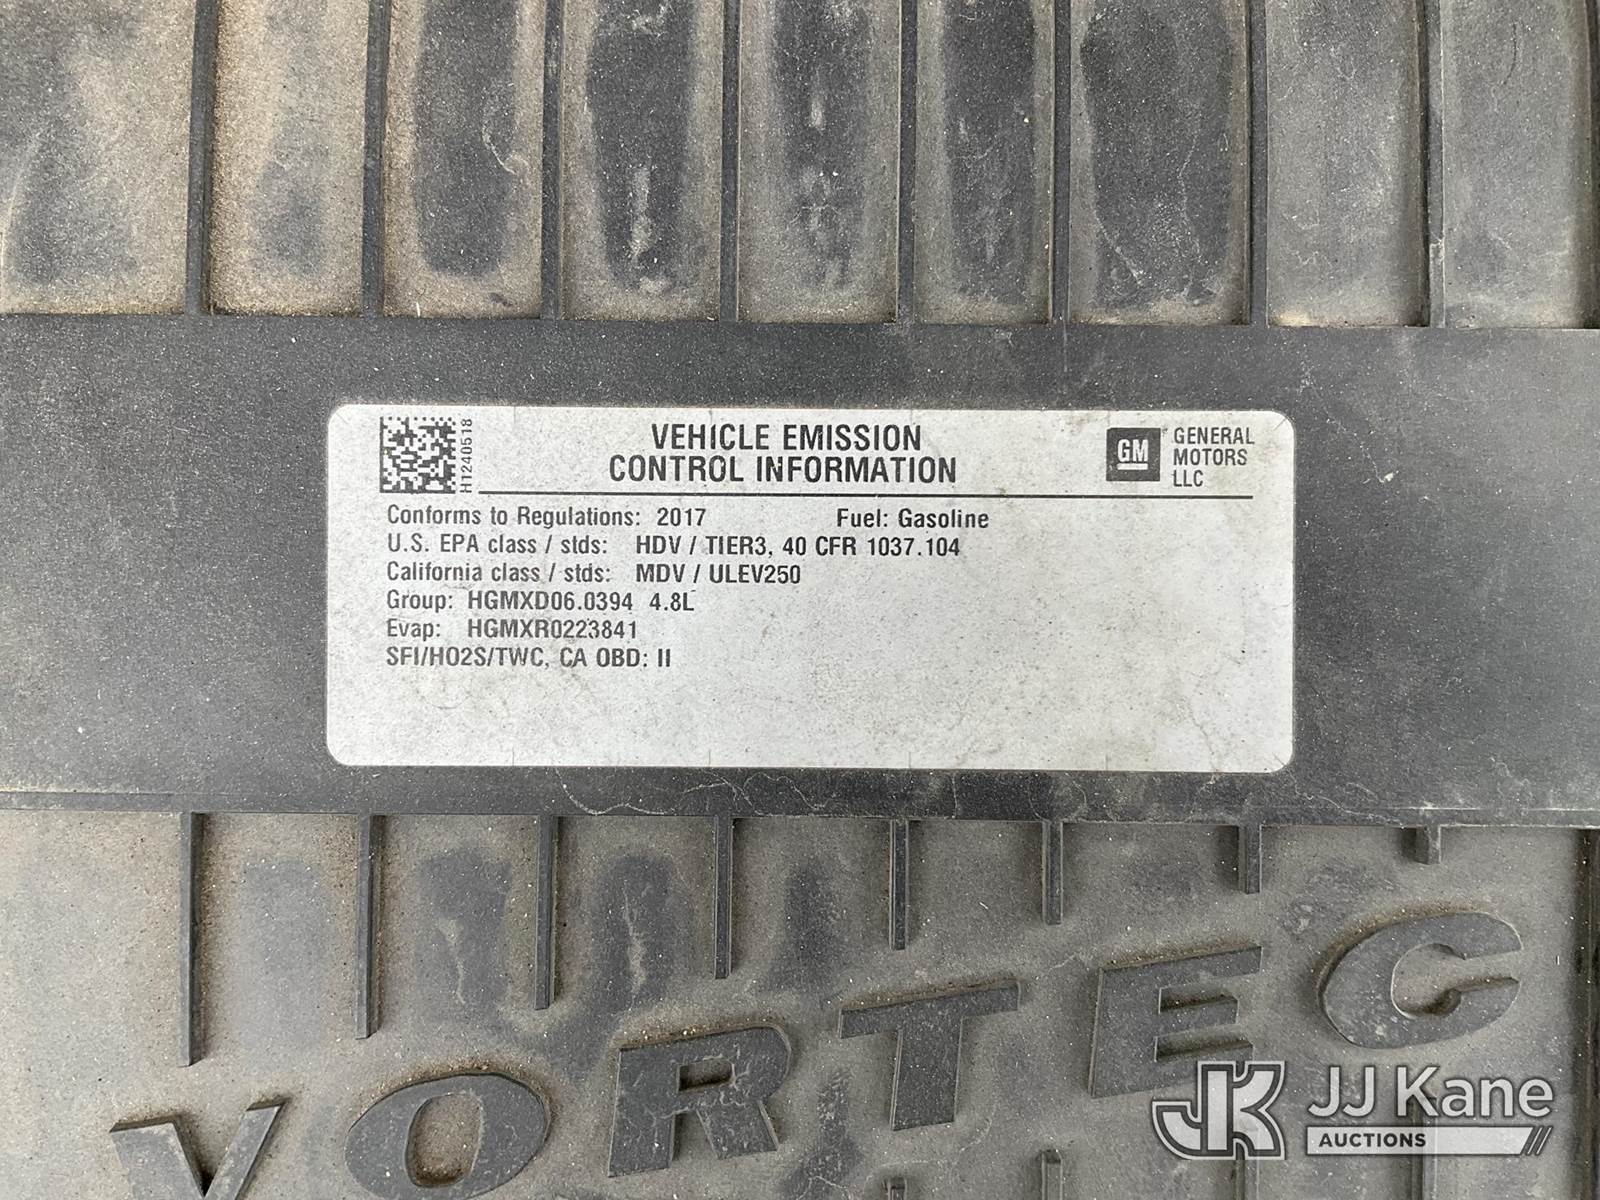 H1240518
VEHICLE EMISSION
CONTROL INFORMATION
GM
GENERAL
MOTORS
LLC
Conforms to Regulations: 2017 Fuel: Gasoline
U.S. EPA class / stds: HDV / TIER3, 40 CFR 1037.104
California class / stds: MDV / ULEV250
Group: HGMXD06.0394 4.8L
Evap: HGMXR0223841
SFI/HO2S/TWC, CA OBD: II
VORTEC
JK JJ Kane
AUCTIONS